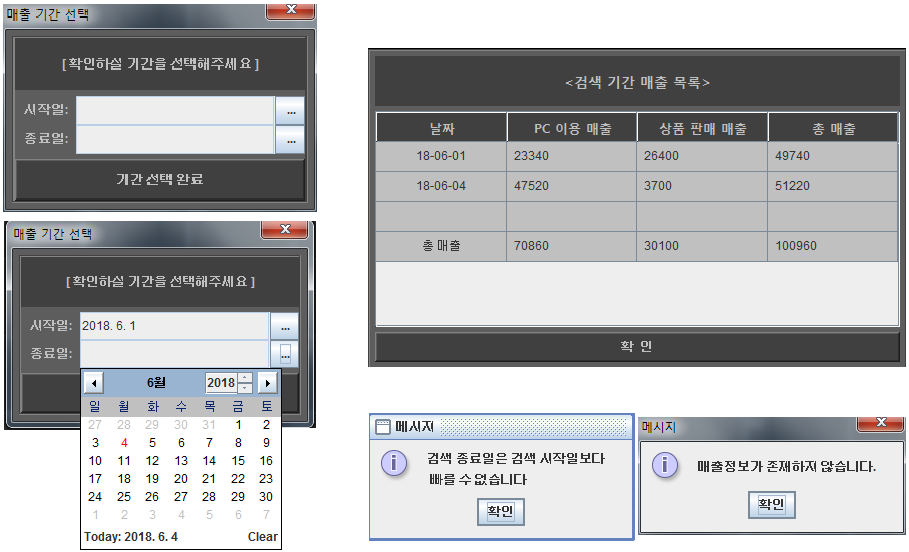 매출 기간 선택
[ 확인하실 기간을 선택해주세요 ]
시작일:
...
종료일:
...
기간 선택 완료
매출 기간 선택
[ 확인하실 기간을 선택해주세요 ]
시작일: 2018. 6. 1
...
종료일:
...
6월 2018
일 월 화 수 목 금 토
27 28 29 30 31 1 2
3 4 5 6 7 8 9
10 11 12 13 14 15 16
17 18 19 20 21 22 23
24 25 26 27 28 29 30
1 2 3 4 5 6 7
Today: 2018. 6. 4 Clear
<검색 기간 매출 목록>
날짜 PC 이용 매출 상품 판매 매출 총 매출
18-06-01 23340 26400 49740
18-06-04 47520 3700 51220
총 매출 70860 30100 100960
확 인
메시지
검색 종료일은 검색 시작일보다
빠를 수 없습니다
확인
메시지
매출정보가 존재하지 않습니다.
확인